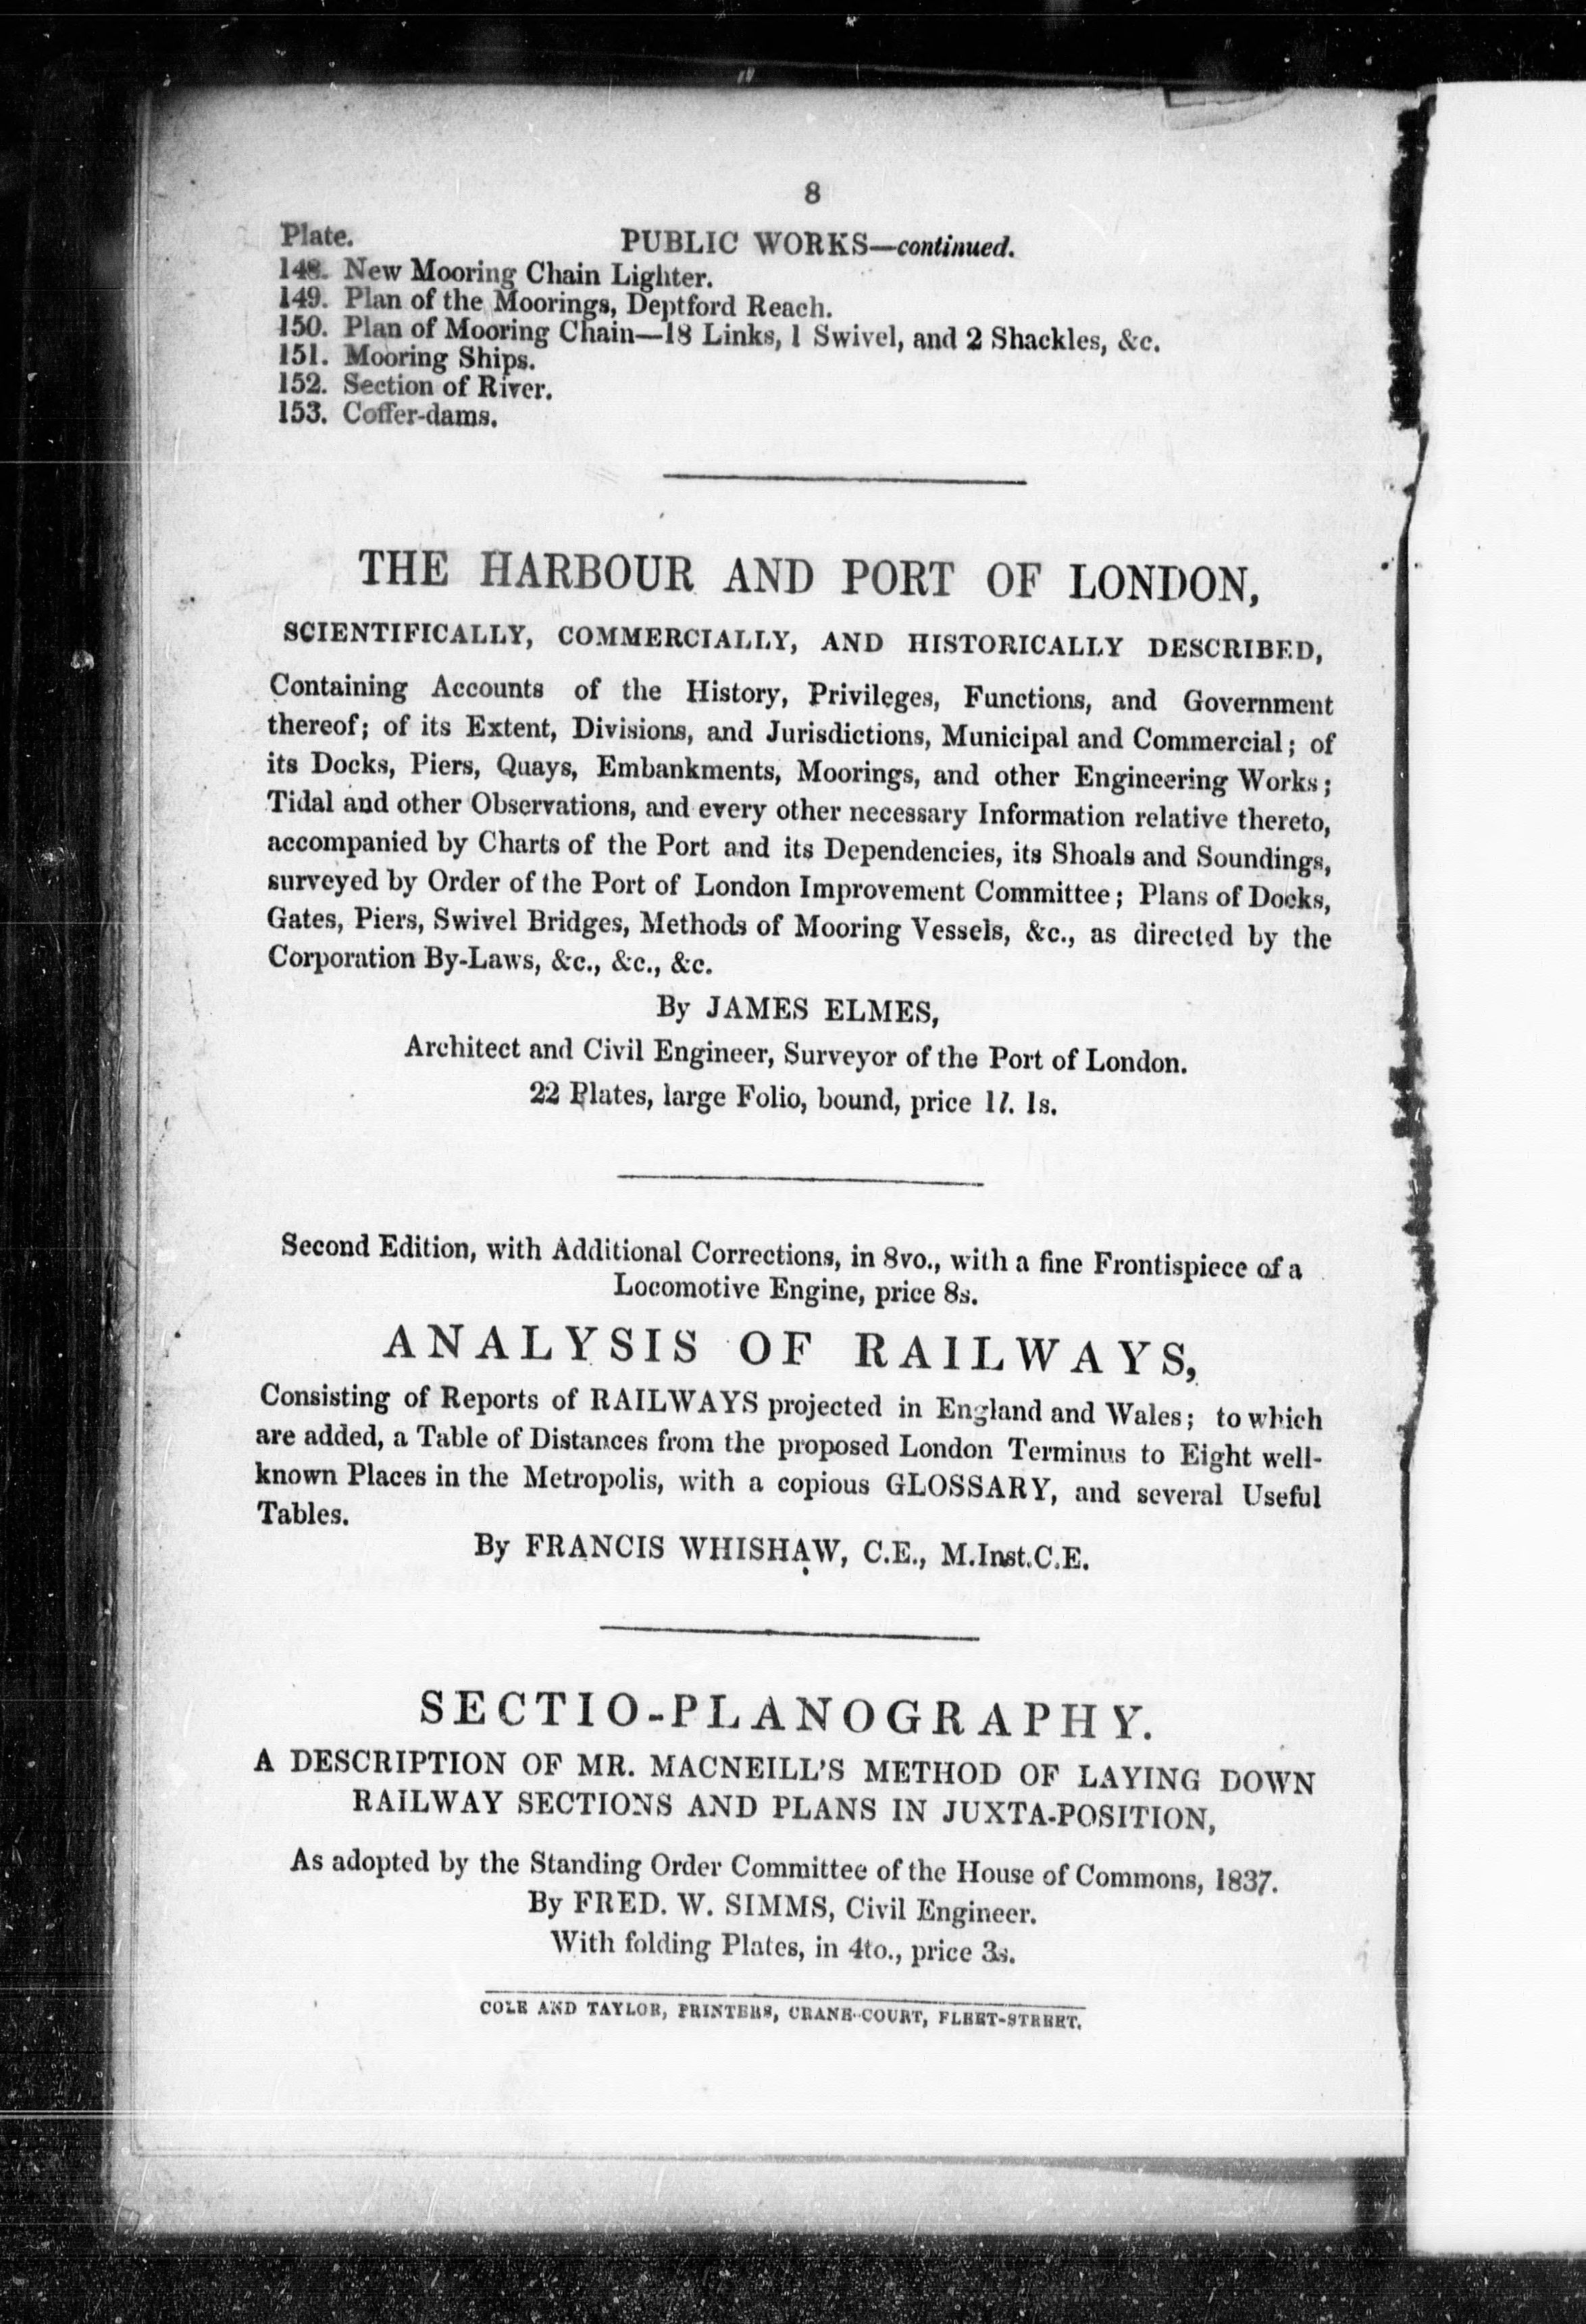 8
Plate.
PUBLIC WORKS—continued.
148. New Mooring Chain Lighter.
149. Plan of the Moorings, Deptford Reach.
150. Plan of Mooring Chain—18 Links, 1 Swivel, and 2 Shackles, &c.
151. Mooring Ships.
152. Section of River.
153. Coffer-dams.
THE HARBOUR AND PORT OF LONDON,
SCIENTIFICALLY, COMMERCIALLY, AND HISTORICALLY DESCRIBED,
Containing Accounts of the History, Privileges, Functions, and Government
thereof; of its Extent, Divisions, and Jurisdictions, Municipal and Commercial; of
its Docks, Piers, Quays, Embankments, Moorings, and other Engineering Works;
Tidal and other Observations, and every other necessary Information relative thereto,
accompanied by Charts of the Port and its Dependencies, its Shoals and Soundings,
surveyed by Order of the Port of London Improvement Committee; Plans of Docks,
Gates, Piers, Swivel Bridges, Methods of Mooring Vessels, &c., as directed by the
Corporation By-Laws, &c., &c., &c.
By JAMES ELMES,
Architect and Civil Engineer, Surveyor of the Port of London.
22 Plates, large Folio, bound, price 1l. 1s.
Second Edition, with Additional Corrections, in 8vo., with a fine Frontispiece of a
Locomotive Engine, price 8s.
ANALYSIS OF RAILWAYS,
Consisting of Reports of RAILWAYS projected in England and Wales; to which
are added, a Table of Distances from the proposed London Terminus to Eight well-
known Places in the Metropolis, with a copious GLOSSARY, and several Useful
Tables.
By FRANCIS WHISHAW, C.E., M.Inst.C.E.
SECTIO-PLANOGRAPHY.
A DESCRIPTION OF MR. MACNEILL'S METHOD OF LAYING DOWN
RAILWAY SECTIONS AND PLANS IN JUXTA-POSITION,
As adopted by the Standing Order Committee of the House of Commons, 1837.
By FRED. W. SIMMS, Civil Engineer.
With folding Plates, in 4to., price 3s.
COLE AND TAYLOR, PRINTERS, CRANE-COURT, FLEET-STREET.